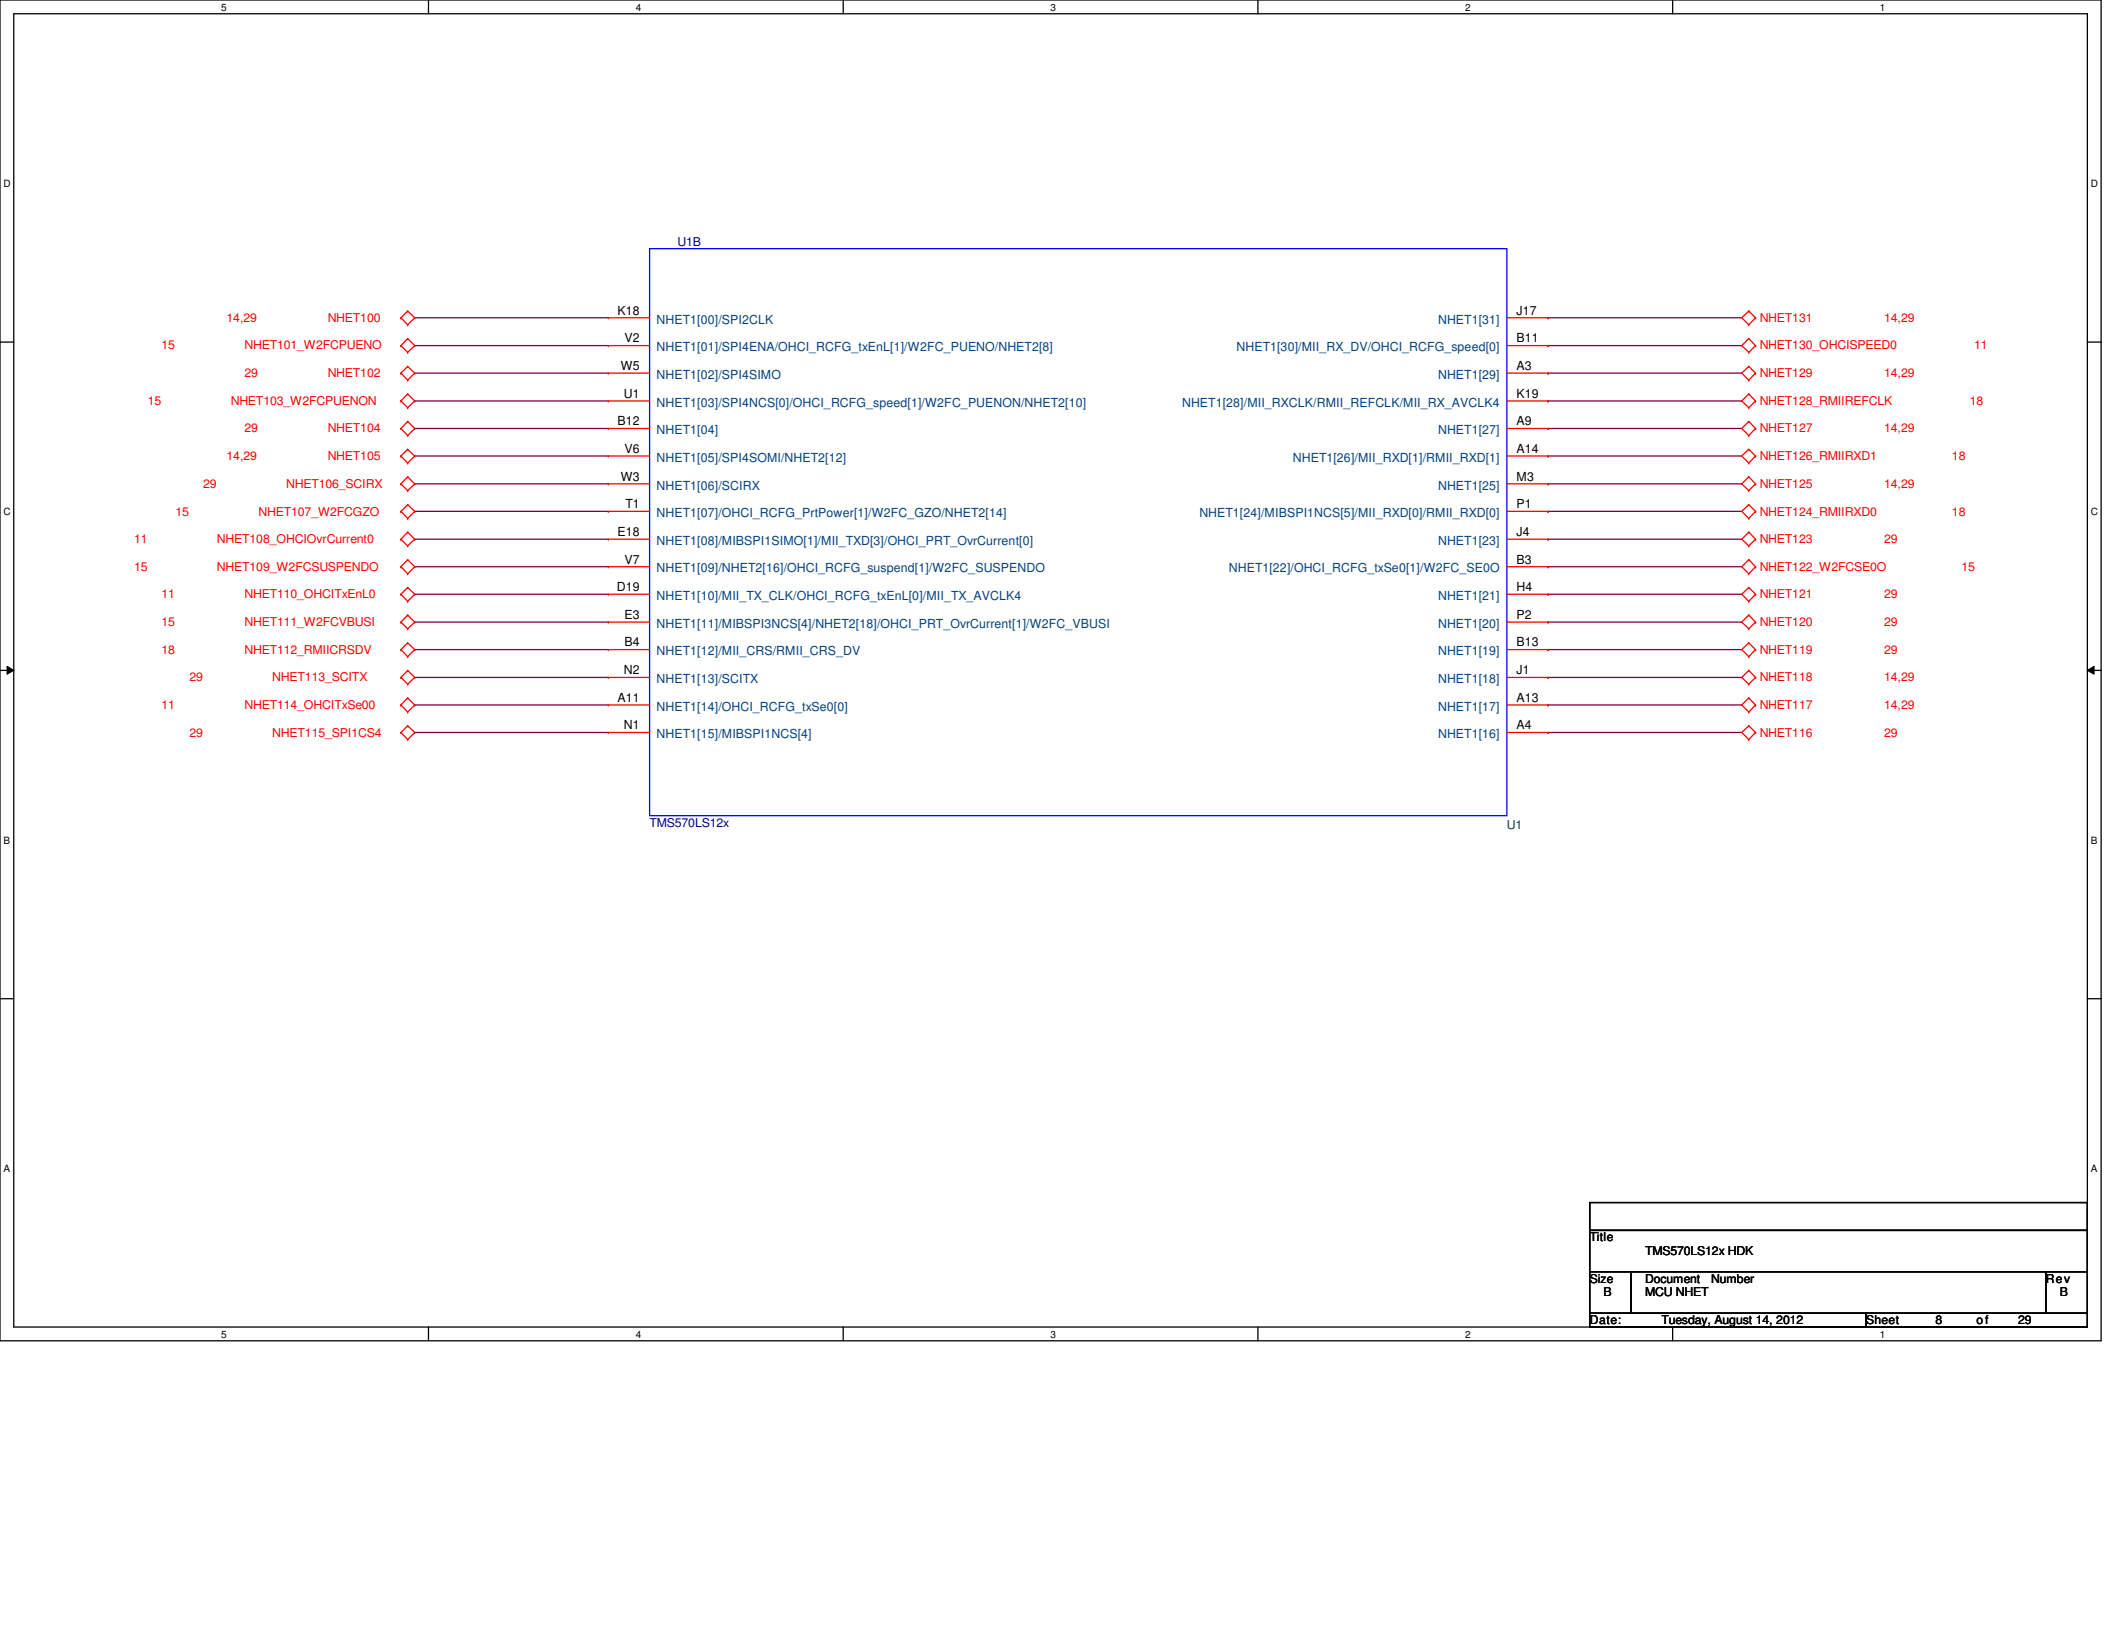 5 4 3 2 1
D D
U1B
14,29 NHET100 K18 NHET1[00]/SPI2CLK NHET1[31] J17 NHET131 14,29
15 NHET101_W2FCPUENO V2 NHET1[01]/SPI4ENA/OHCI_RCFG_txEnL[1]/W2FC_PUENO/NHET2[8] NHET1[30]/MII_RX_DV/OHCI_RCFG_speed[0] B11 NHET130_OHCISPEED0 11
29 NHET102 W5 NHET1[02]/SPI4SIMO NHET1[29] A3 NHET129 14,29
15 NHET103_W2FCPUENON U1 NHET1[03]/SPI4NCS[0]/OHCI_RCFG_speed[1]/W2FC_PUENON/NHET2[10] NHET1[28]/MII_RXCLK/RMII_REFCLK/MII_RX_AVCLK4 K19 NHET128_RMIIREFCLK 18
29 NHET104 B12 NHET1[04] NHET1[27] A9 NHET127 14,29
14,29 NHET105 V6 NHET1[05]/SPI4SOMI/NHET2[12] NHET1[26]/MII_RXD[1]/RMII_RXD[1] A14 NHET126_RMIIRXD1 18
29 NHET106_SCIRX W3 NHET1[06]/SCIRX NHET1[25] M3 NHET125 14,29
C 15 NHET107_W2FCGZO T1 NHET1[07]/OHCI_RCFG_PrtPower[1]/W2FC_GZO/NHET2[14] NHET1[24]/MIBSPI1NCS[5]/MII_RXD[0]/RMII_RXD[0] P1 NHET124_RMIIRXD0 18 C
11 NHET108_OHCIOvrCurrent0 E18 NHET1[08]/MIBSPI1SIMO[1]/MII_TXD[3]/OHCI_PRT_OvrCurrent[0] NHET1[23] J4 NHET123 29
15 NHET109_W2FCSUSPENDO V7 NHET1[09]/NHET2[16]/OHCI_RCFG_suspend[1]/W2FC_SUSPENDO NHET1[22]/OHCI_RCFG_txSe0[1]/W2FC_SE0O B3 NHET122_W2FCSE0O 15
11 NHET110_OHCITxEnL0 D19 NHET1[10]/MII_TX_CLK/OHCI_RCFG_txEnL[0]/MII_TX_AVCLK4 NHET1[21] H4 NHET121 29
15 NHET111_W2FCVBUSI E3 NHET1[11]/MIBSPI3NCS[4]/NHET2[18]/OHCI_PRT_OvrCurrent[1]/W2FC_VBUSI NHET1[20] P2 NHET120 29
18 NHET112_RMIICRSDV B4 NHET1[12]/MII_CRS/RMII_CRS_DV NHET1[19] B13 NHET119 29
29 NHET113_SCITX N2 NHET1[13]/SCITX NHET1[18] J1 NHET118 14,29
11 NHET114_OHCITxSe00 A11 NHET1[14]/OHCI_RCFG_txSe0[0] NHET1[17] A13 NHET117 14,29
29 NHET115_SPI1CS4 N1 NHET1[15]/MIBSPI1NCS[4] NHET1[16] A4 NHET116 29
TMS570LS12x U1
B B
A A
Title
TMS570LS12x HDK
Size Document Number Rev
B MCU NHET B
Date: Tuesday, August 14, 2012 Sheet 8 of 29
5 4 3 2 1